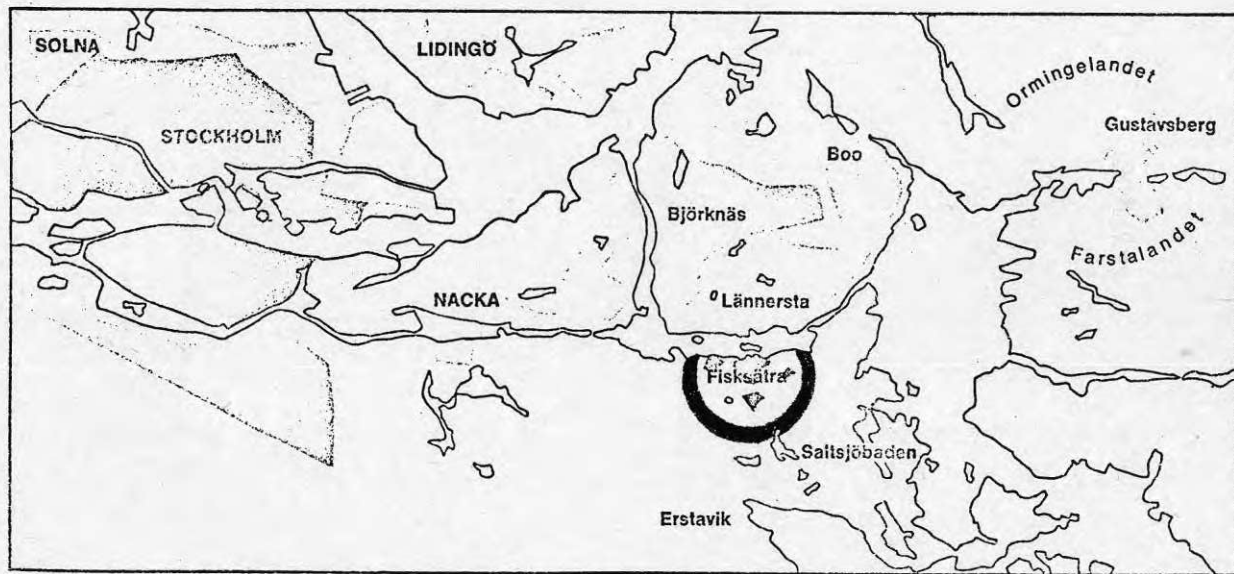 SOLNA
LIDINGÖ
Ormingelandet
Gustavsberg
STOCKHOLM
Boo
Björknäs
Farstalandet
NACKA
Lännersta
Fisksätra
Saltsjöbaden
Erstavik